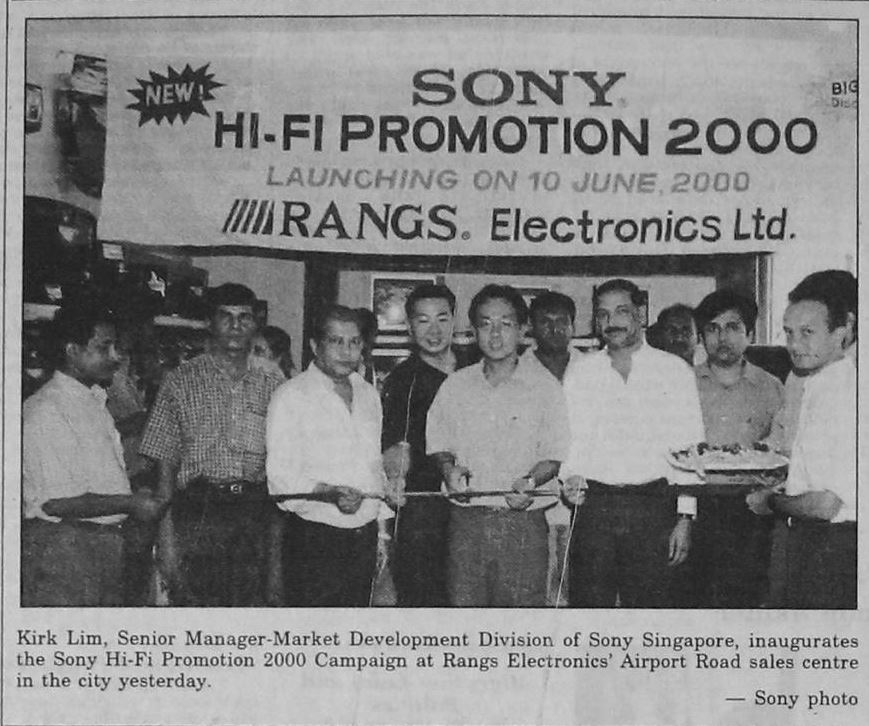 NEW!
SONY
BIG
HI-FI PROMOTION 2000
LAUNCHING ON 10 JUNE, 2000
RANGS. Electronics Ltd.
Kirk Lim, Senior Manager-Market Development Division of Sony Singapore, inaugurates
the Sony Hi-Fi Promotion 2000 Campaign at Rangs Electronics' Airport Road sales centre
in the city yesterday.
— Sony photo